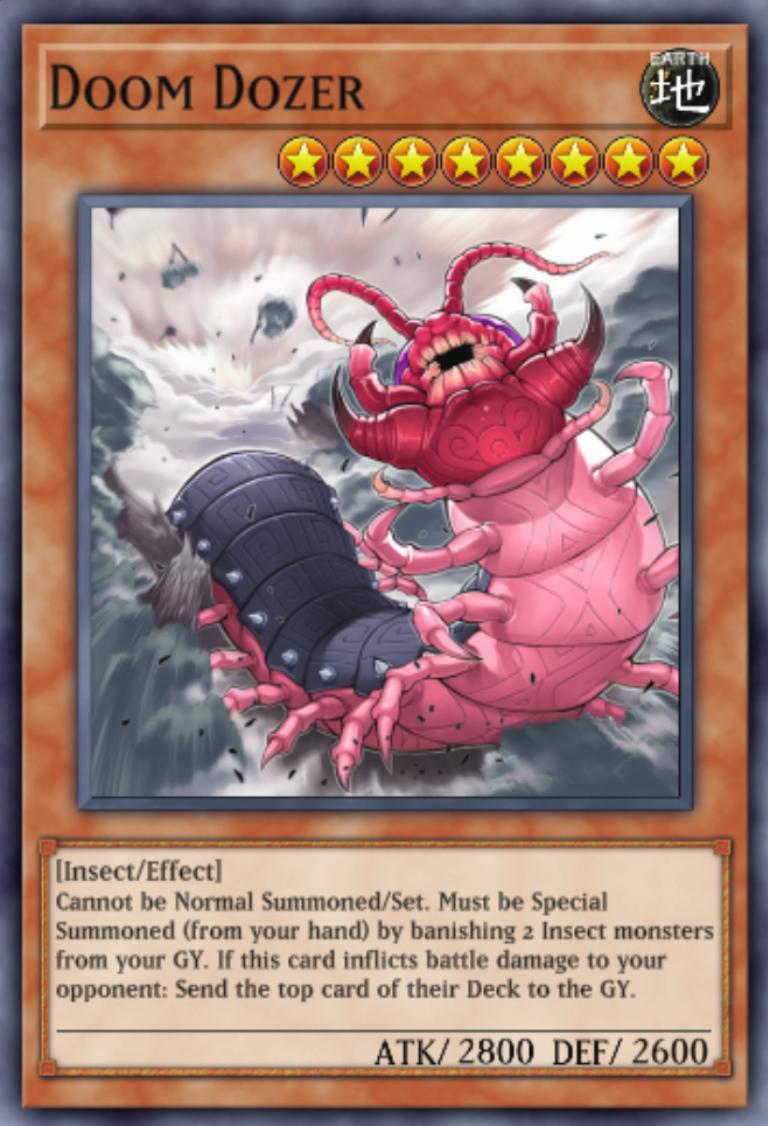 Doom Dozer
EARTH
地
[Insect/Effect]
Cannot be Normal Summoned/Set. Must be Special
Summoned (from your hand) by banishing 2 Insect monsters
from your GY. If this card inflicts battle damage to your
opponent: Send the top card of their Deck to the GY.
ATK/ 2800 DEF/ 2600